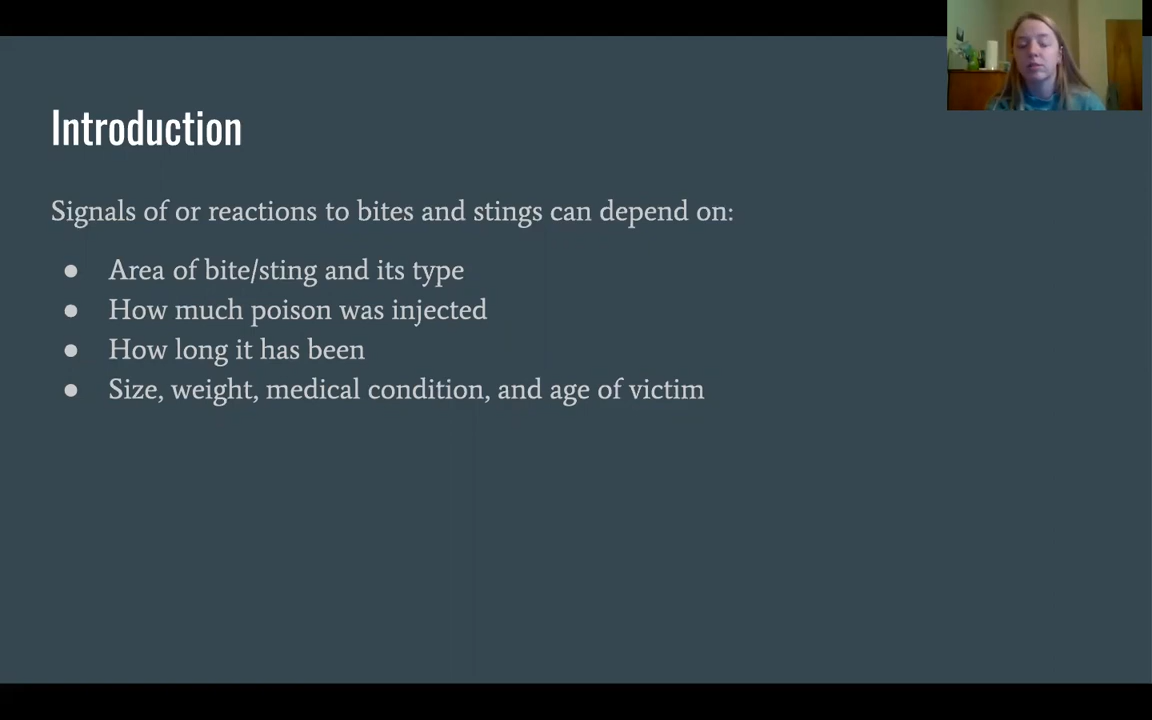 Introduction
Signals of or reactions to bites and stings can depend on:
● Area of bite/sting and its type
● How much poison was injected
● How long it has been
● Size, weight, medical condition, and age of victim